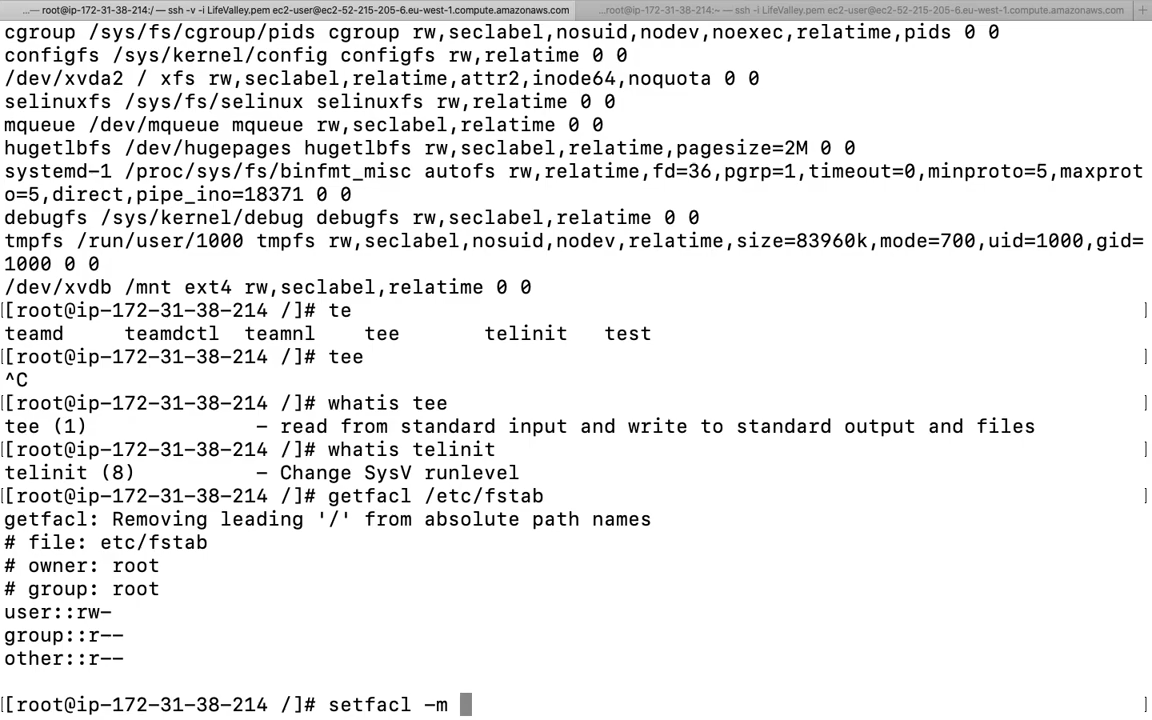 ...— root@ip-172-31-38-214:/ — ssh -v -i LifeValley.pem ec2-user@ec2-52-215-205-6.eu-west-1.compute.amazonaws.com
...root@ip-172-31-38-214:~ — ssh -i LifeValley.pem ec2-user@ec2-52-215-205-6.eu-west-1.compute.amazonaws.com +
cgroup /sys/fs/cgroup/pids cgroup rw,seclabel,nosuid,nodev,noexec,relatime,pids 0 0
configfs /sys/kernel/config configfs rw,relatime 0 0
/dev/xvda2 / xfs rw,seclabel,relatime,attr2,inode64,noquota 0 0
selinuxfs /sys/fs/selinux selinuxfs rw,relatime 0 0
mqueue /dev/mqueue mqueue rw,seclabel,relatime 0 0
hugetlbfs /dev/hugepages hugetlbfs rw,seclabel,relatime,pagesize=2M 0 0
systemd-1 /proc/sys/fs/binfmt_misc autofs rw,relatime,fd=36,pgrp=1,timeout=0,minproto=5,maxprot
o=5,direct,pipe_ino=18371 0 0
debugfs /sys/kernel/debug debugfs rw,seclabel,relatime 0 0
tmpfs /run/user/1000 tmpfs rw,seclabel,nosuid,nodev,relatime,size=83960k,mode=700,uid=1000,gid=
1000 0 0
/dev/xvdb /mnt ext4 rw,seclabel,relatime 0 0
[[root@ip-172-31-38-214 /]# te ]
teamd teamdctl teamnl tee telinit test
[[root@ip-172-31-38-214 /]# tee ]
^C
[[root@ip-172-31-38-214 /]# whatis tee ]
tee (1) - read from standard input and write to standard output and files
[[root@ip-172-31-38-214 /]# whatis telinit ]
telinit (8) - Change SysV runlevel
[[root@ip-172-31-38-214 /]# getfacl /etc/fstab ]
getfacl: Removing leading '/' from absolute path names
# file: etc/fstab
# owner: root
# group: root
user::rw-
group::r--
other::r--
[[root@ip-172-31-38-214 /]# setfacl -m ]